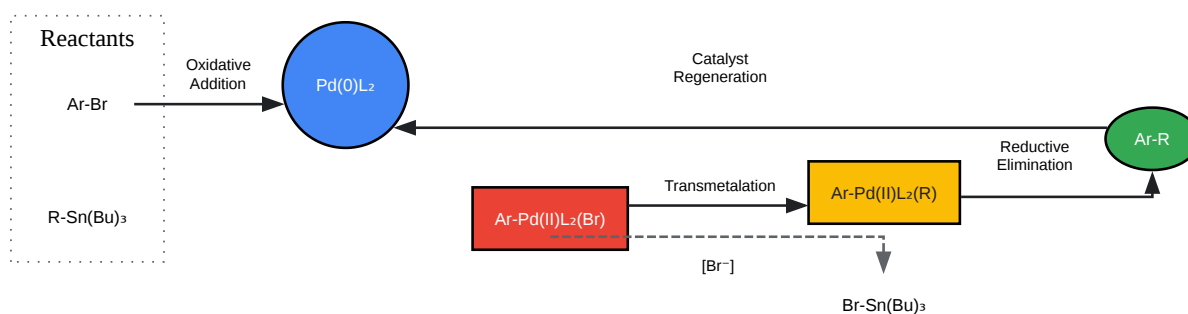 Reactants
Ar-Br
R-Sn(Bu)₃
Oxidative
Addition
Pd(0)L₂
Catalyst
Regeneration
Ar-R
Reductive
Elimination
Transmetalation
Ar-Pd(II)L₂(Br)
Ar-Pd(II)L₂(R)
[Br⁻]
Br-Sn(Bu)₃